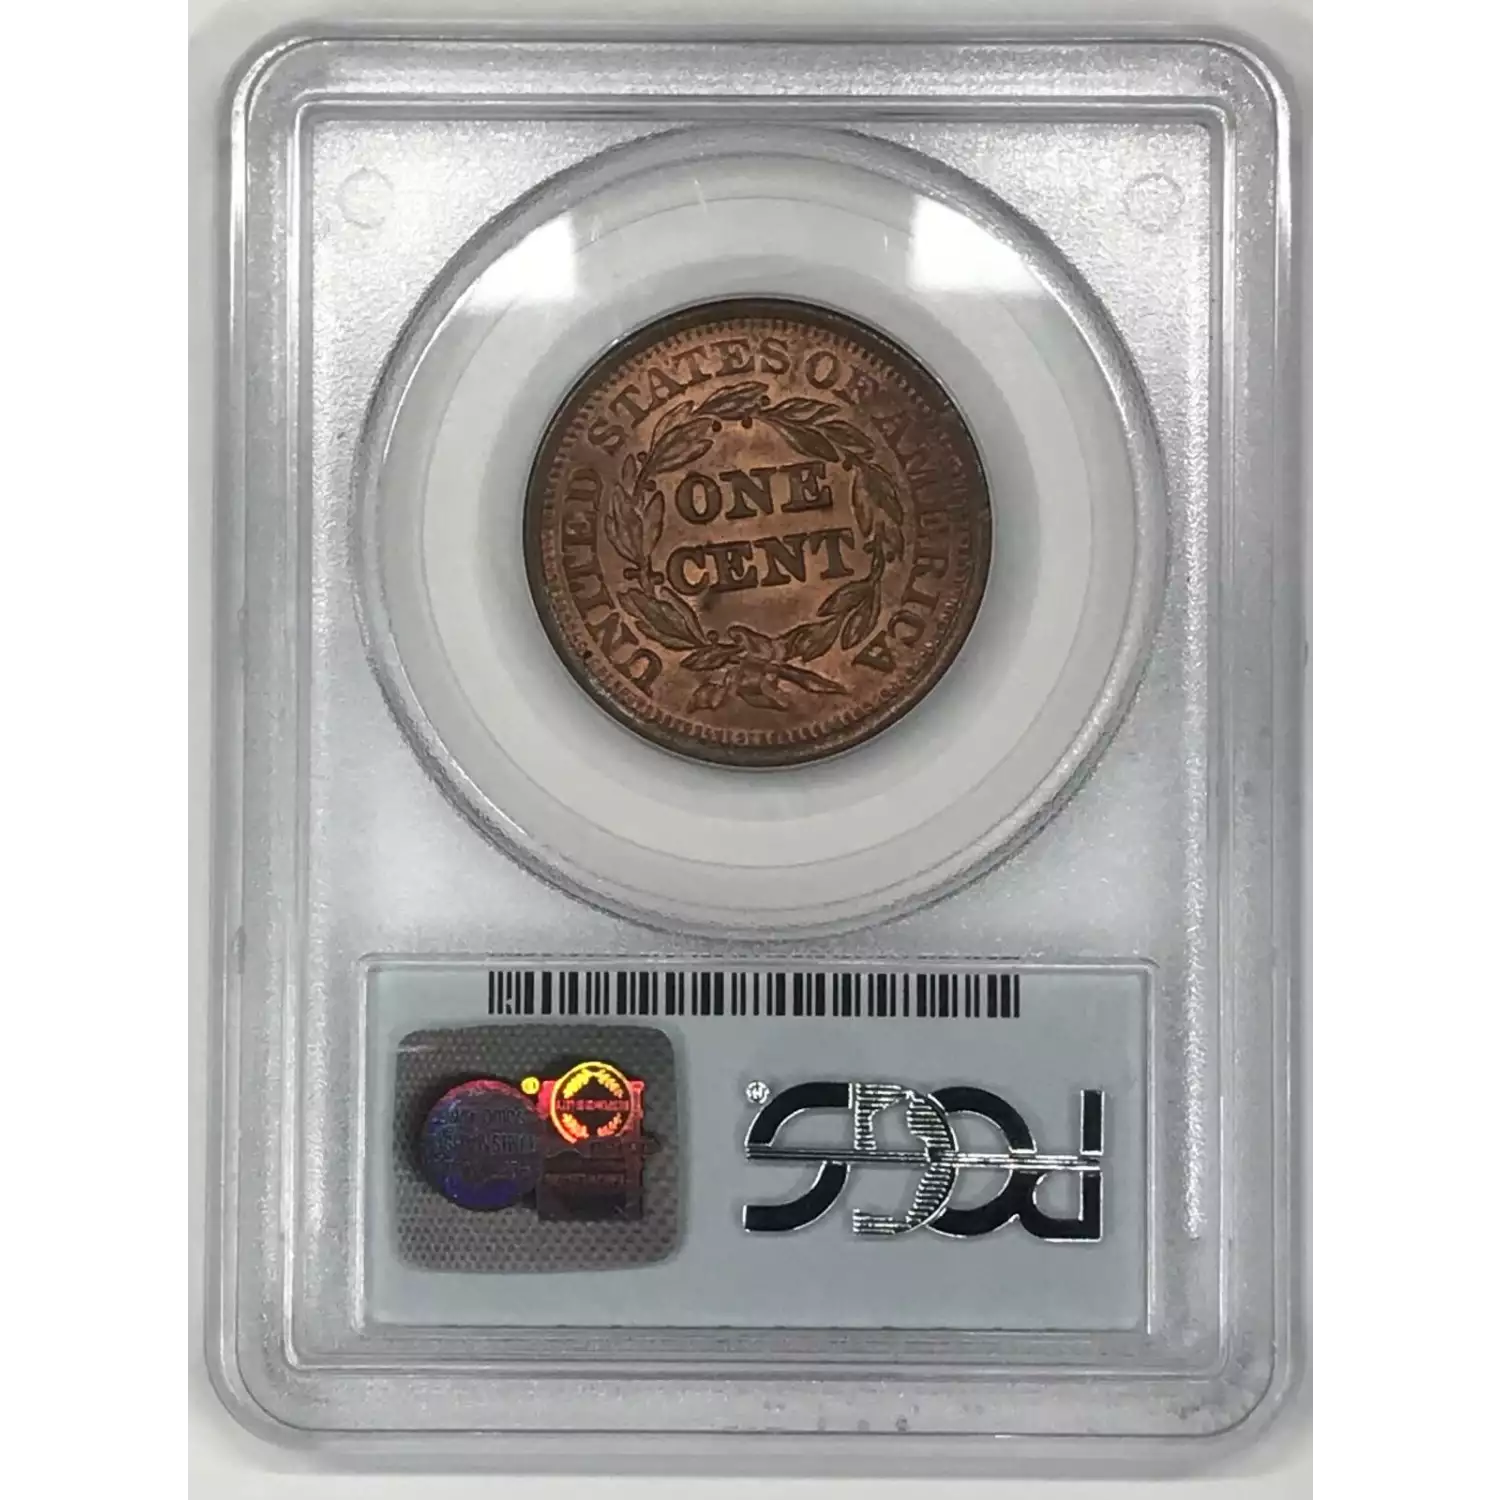 UNITED STATES OF AMERICA
ONE
CENT
PCGS
®